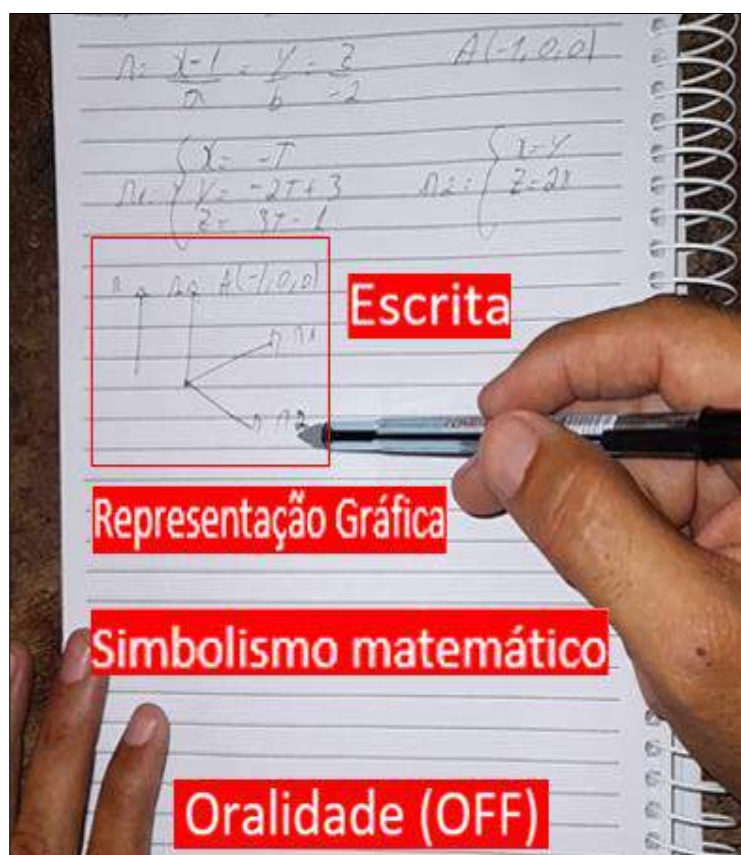 r: x-1/a = y/b = z/-2 A(-1,0,0)
r1: { x = -T
y = -2T+3
z = 3T-1
r2: { x=y
z=2x
A(-1,0,0)
r1
r2
Escrita
Representação Gráfica
Simbolismo matemático
Oralidade (OFF)